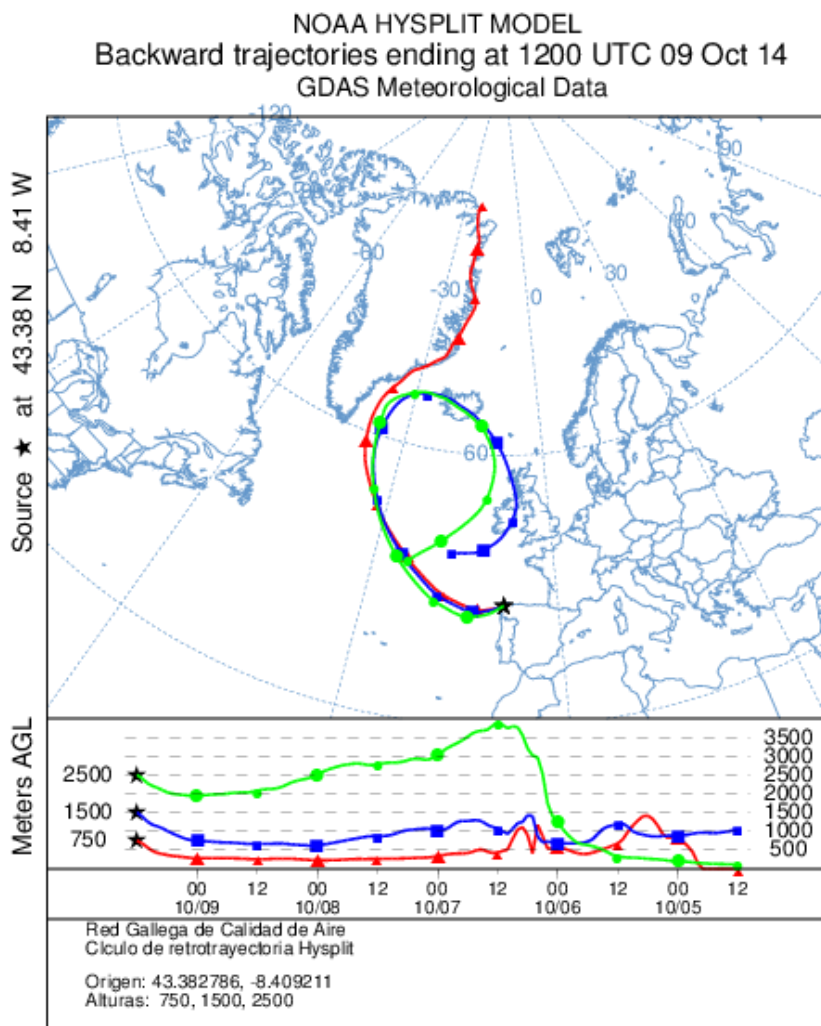 NOAA HYSPLIT MODEL
Backward trajectories ending at 1200 UTC 09 Oct 14
GDAS Meteorological Data
Source ★ at 43.38 N 8.41 W
-120
90
-60
60
-30
30
0
60
45
Meters AGL
2500
1500
750
3500
3000
2500
2000
1500
1000
500
00 12 00 12 00 12 00 12 00 12
10/09 10/08 10/07 10/06 10/05
Red Gallega de Calidad de Aire
Clculo de retrotrayectoria Hysplit
Origen: 43.382786, -8.409211
Alturas: 750, 1500, 2500